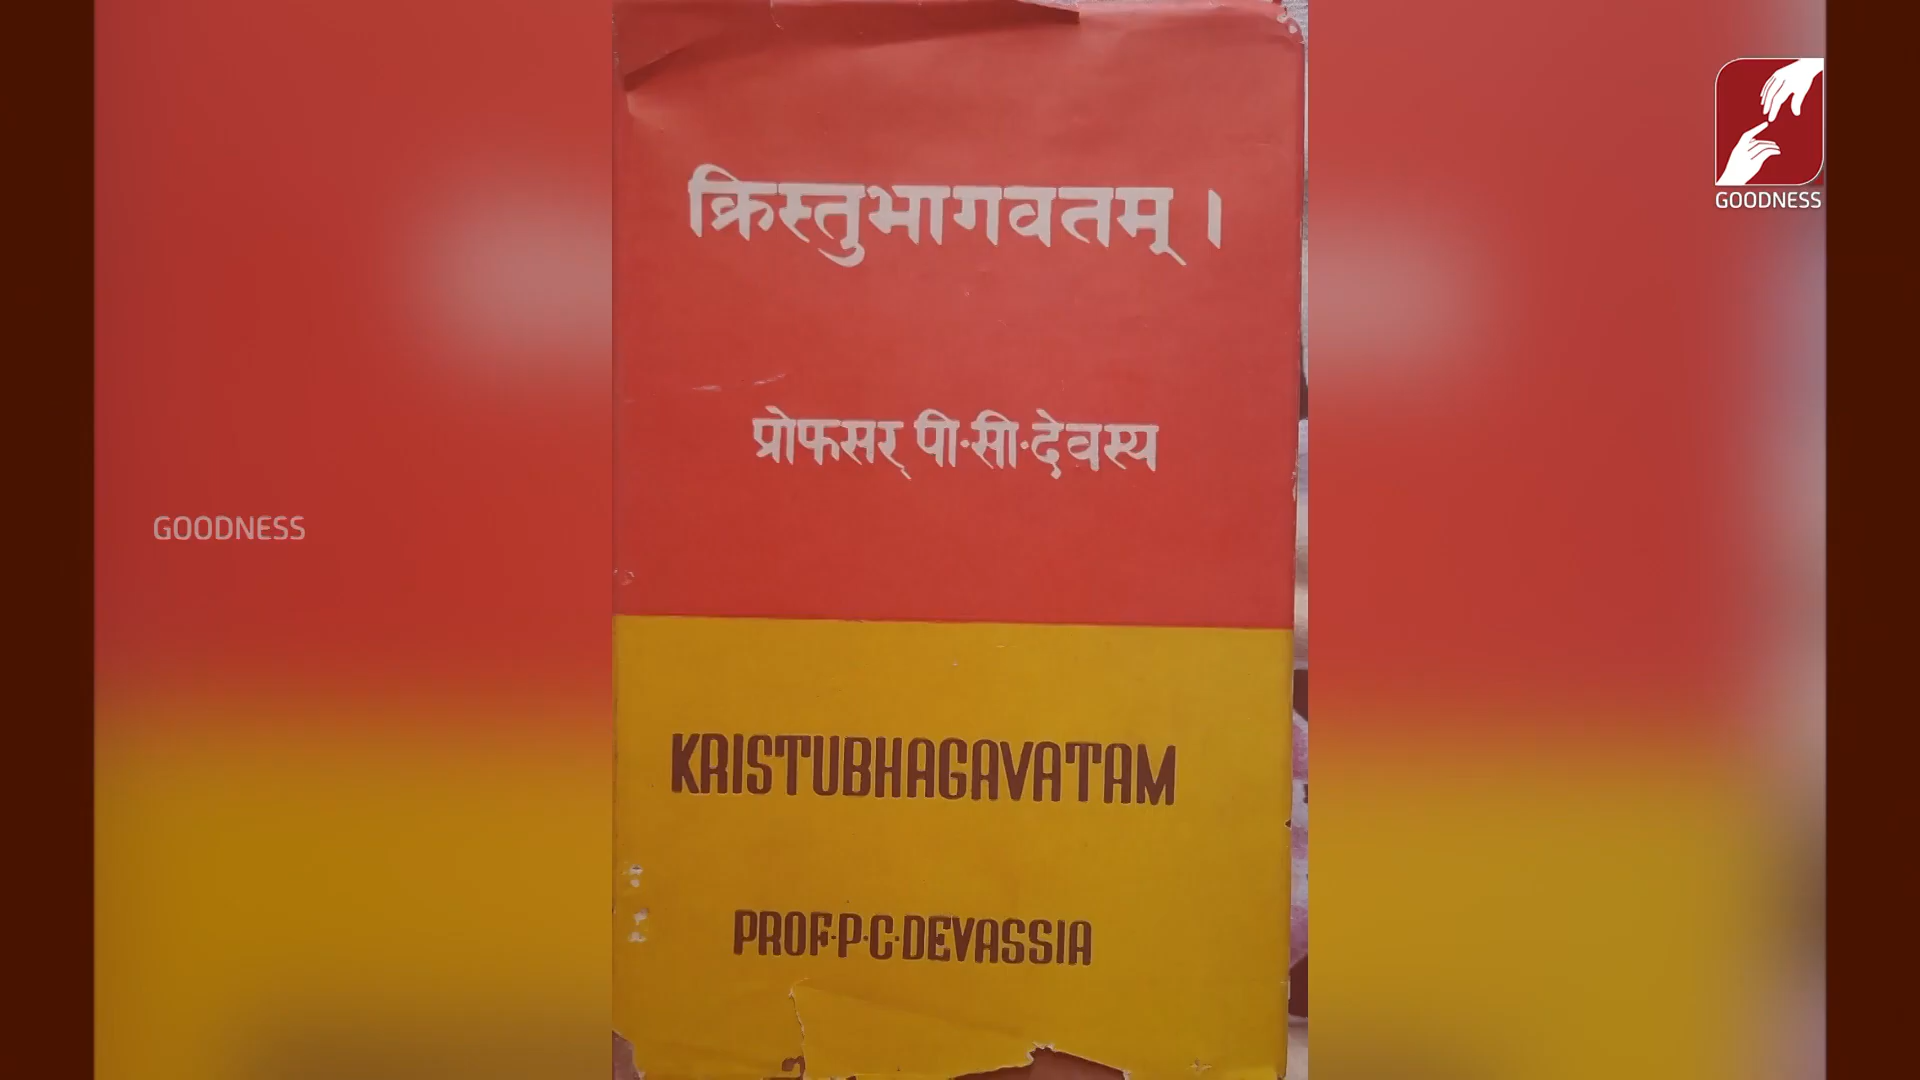 क्रिस्तुभागवतम् ।
प्रोफसर् पी·सी·देवस्य
KRISTUBHAGAVATAM
PROF·P·C·DEVASSIA
GOODNESS
GOODNESS